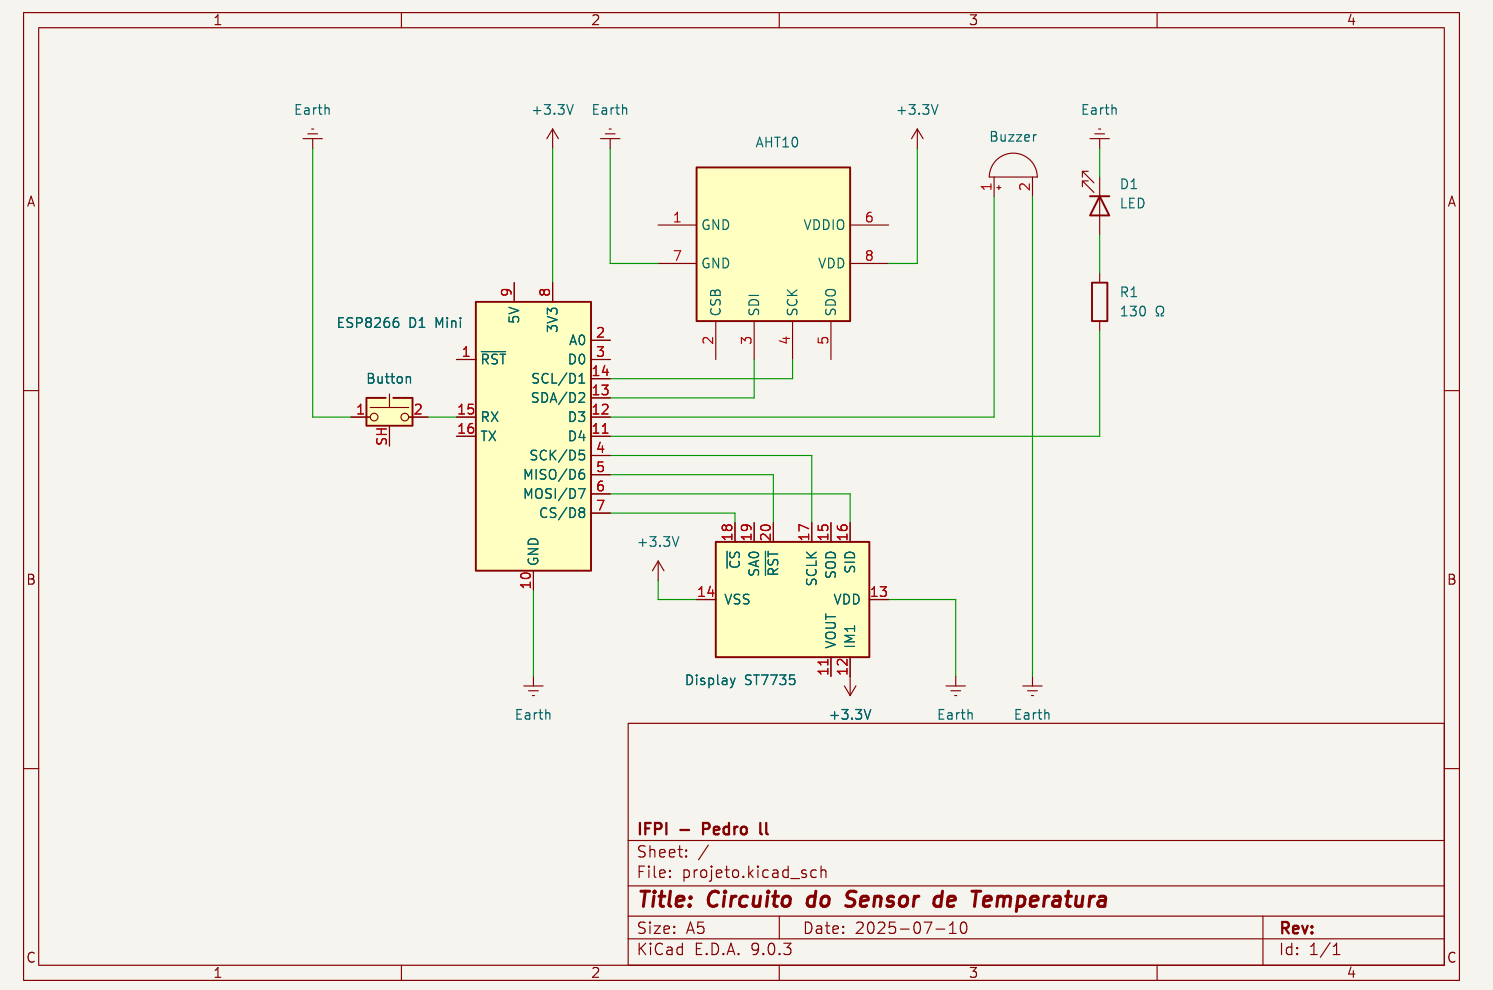 1 2 3 4
Earth +3.3V Earth +3.3V Earth
Buzzer
AHT10
1 + 2
D1
LED
A A
1 GND VDDIO 6
7 GND VDD 8
CSB SDI SCK SDO
2 3 4 5
R1
130 Ω
9 8
5V 3V3
ESP8266 D1 Mini
A0 2
1 RST D0 3
SCL/D1 14
SDA/D2 13
Button
1 2 15 RX D3 12
SH 16 TX D4 11
SCK/D5 4
MISO/D6 5
MOSI/D7 6
CS/D8 7
GND
10
+3.3V
18 19 20 17 15 16
CS SA0 RST SCLK SOD SID
B B
14 VSS VDD 13
VOUT IM1
11 12
Display ST7735
Earth +3.3V Earth Earth
IFPI - Pedro ll
Sheet: /
File: projeto.kicad_sch
Title: Circuito do Sensor de Temperatura
Size: A5 Date: 2025-07-10 Rev:
KiCad E.D.A. 9.0.3 Id: 1/1
C C
1 2 3 4